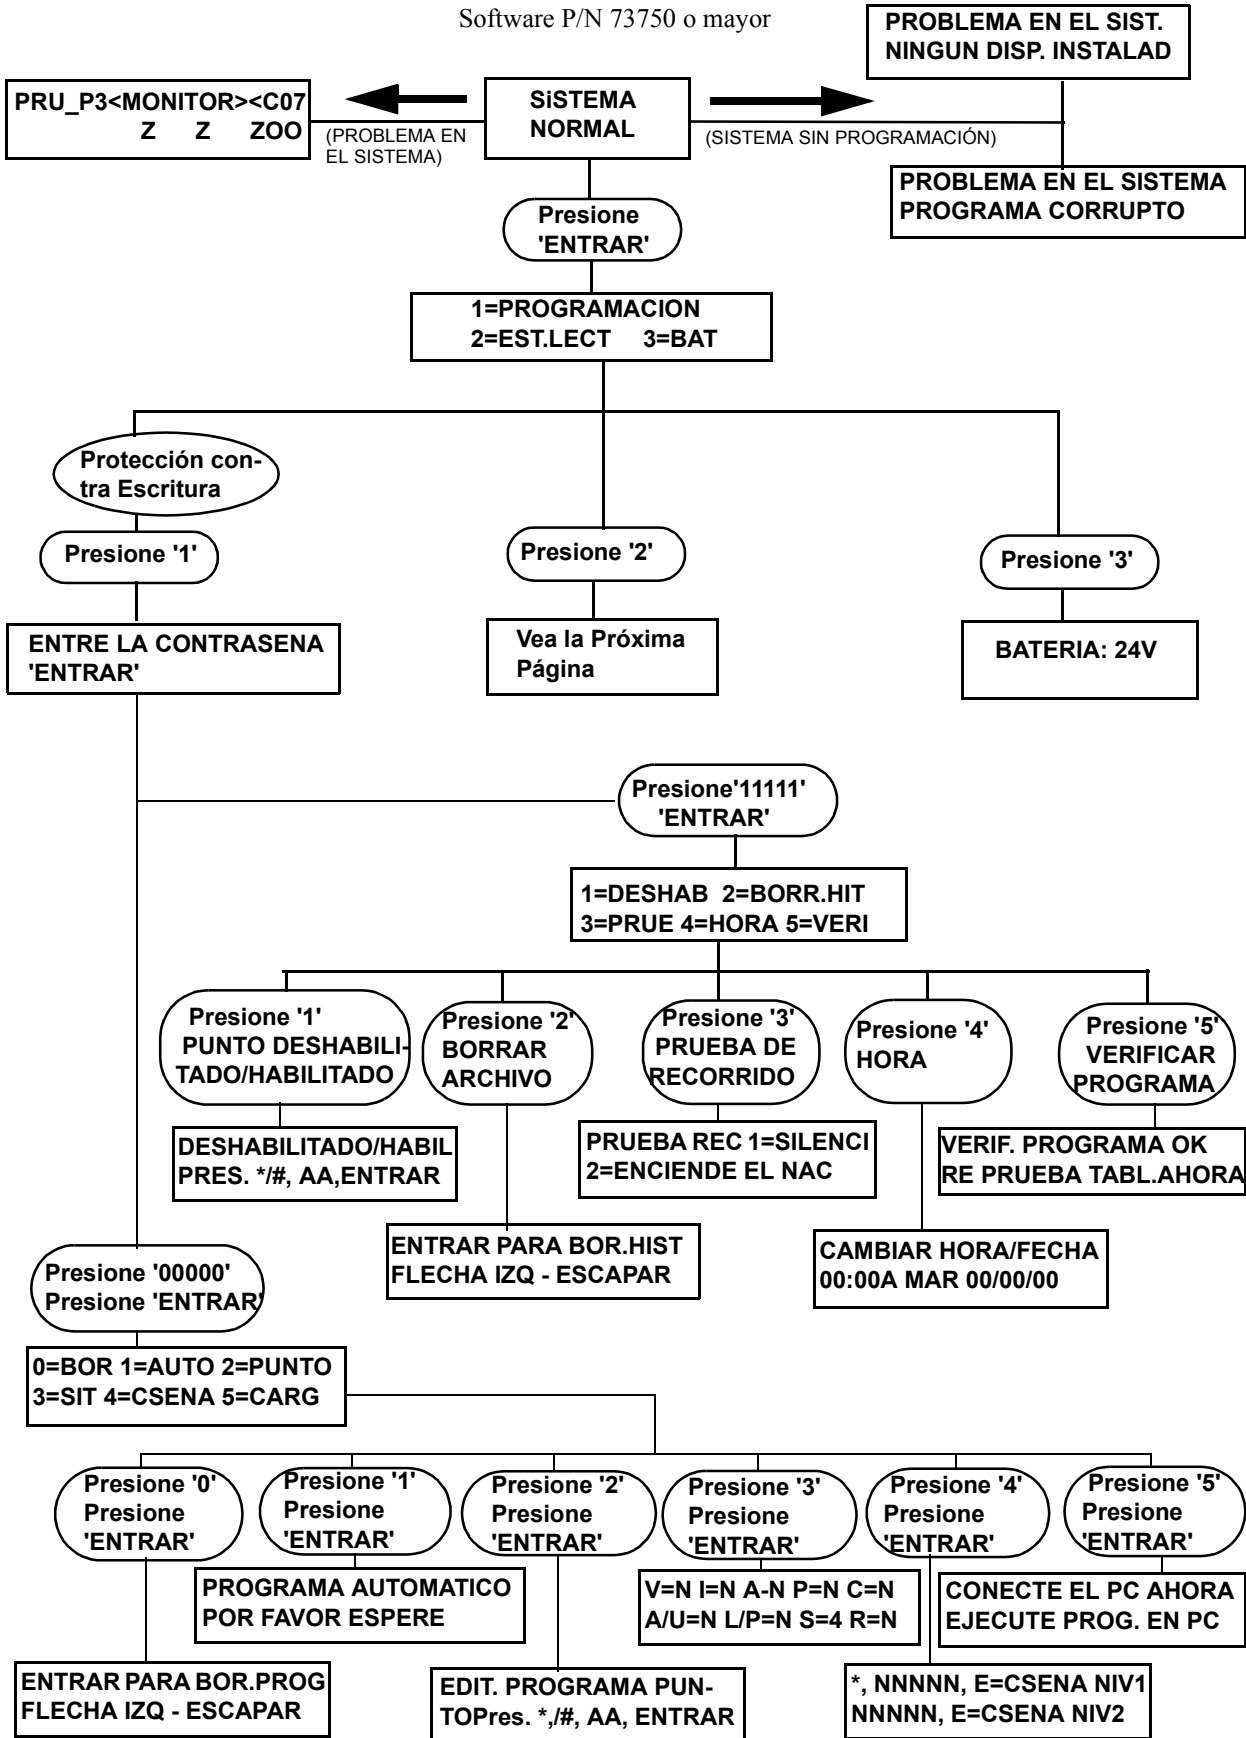 Software P/N 73750 o mayor
PROBLEMA EN EL SIST.
NINGUN DISP. INSTALAD
PRU_P3<MONITOR><C07
Z Z ZOO
SiSTEMA
NORMAL
(PROBLEMA EN
EL SISTEMA)
(SISTEMA SIN PROGRAMACIÓN)
PROBLEMA EN EL SISTEMA
PROGRAMA CORRUPTO
Presione
'ENTRAR'
1=PROGRAMACION
2=EST.LECT 3=BAT
Protección con-
tra Escritura
Presione '1'
Presione '2'
Presione '3'
ENTRE LA CONTRASENA
'ENTRAR'
Vea la Próxima
Página
BATERIA: 24V
Presione'11111'
'ENTRAR'
1=DESHAB 2=BORR.HIT
3=PRUE 4=HORA 5=VERI
Presione '1'
PUNTO DESHABILI-
TADO/HABILITADO
Presione '2'
BORRAR
ARCHIVO
Presione '3'
PRUEBA DE
RECORRIDO
Presione '4'
HORA
Presione '5'
VERIFICAR
PROGRAMA
DESHABILITADO/HABIL
PRES. */#, AA,ENTRAR
PRUEBA REC 1=SILENCI
2=ENCIENDE EL NAC
VERIF. PROGRAMA OK
RE PRUEBA TABL.AHORA
ENTRAR PARA BOR.HIST
FLECHA IZQ - ESCAPAR
CAMBIAR HORA/FECHA
00:00A MAR 00/00/00
Presione '00000'
Presione 'ENTRAR'
0=BOR 1=AUTO 2=PUNTO
3=SIT 4=CSENA 5=CARG
Presione '0'
Presione
'ENTRAR'
Presione '1'
Presione
'ENTRAR'
Presione '2'
Presione
'ENTRAR'
Presione '3'
Presione
'ENTRAR'
Presione '4'
Presione
'ENTRAR'
Presione '5'
Presione
'ENTRAR'
PROGRAMA AUTOMATICO
POR FAVOR ESPERE
V=N I=N A-N P=N C=N
A/U=N L/P=N S=4 R=N
CONECTE EL PC AHORA
EJECUTE PROG. EN PC
ENTRAR PARA BOR.PROG
FLECHA IZQ - ESCAPAR
EDIT. PROGRAMA PUN-
TOPres. *,/#, AA, ENTRAR
*, NNNNN, E=CSENA NIV1
NNNNN, E=CSENA NIV2